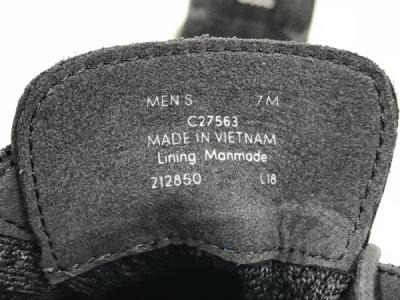 MEN'S 7M
C27563
MADE IN VIETNAM
Lining: Manmade
212850 L18